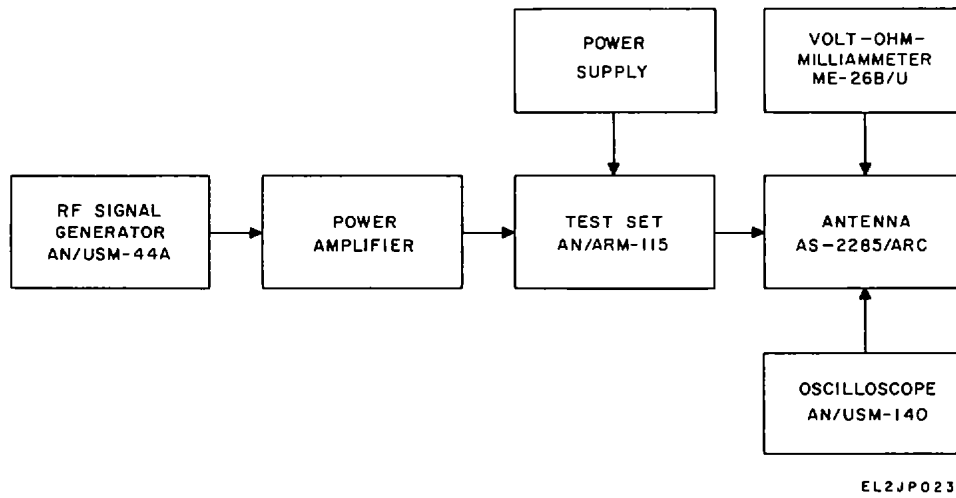 POWER
SUPPLY
VOLT-OHM-
MILLIAMMETER
ME-26B/U
RF SIGNAL
GENERATOR
AN/USM-44A
POWER
AMPLIFIER
TEST SET
AN/ARM-115
ANTENNA
AS-2285/ARC
OSCILLOSCOPE
AN/USM-140
EL2JP023